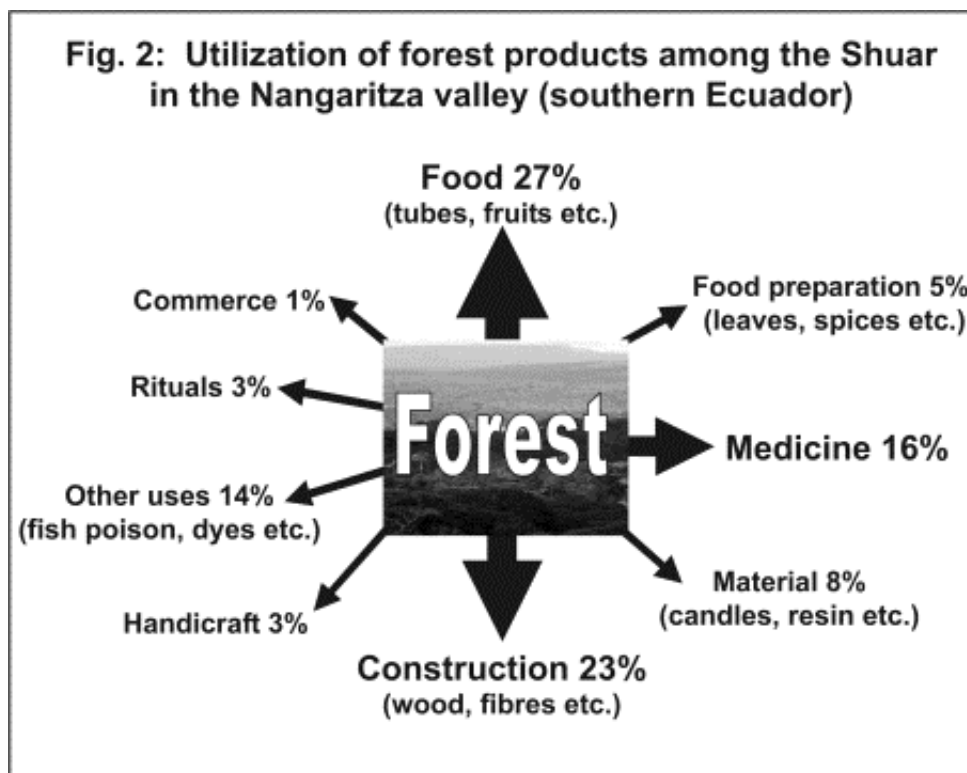 Fig. 2: Utilization of forest products among the Shuar
in the Nangaritza valley (southern Ecuador)
Food 27%
(tubes, fruits etc.)
Commerce 1%
Food preparation 5%
(leaves, spices etc.)
Rituals 3%
Forest
Medicine 16%
Other uses 14%
(fish poison, dyes etc.)
Material 8%
(candles, resin etc.)
Handicraft 3%
Construction 23%
(wood, fibres etc.)